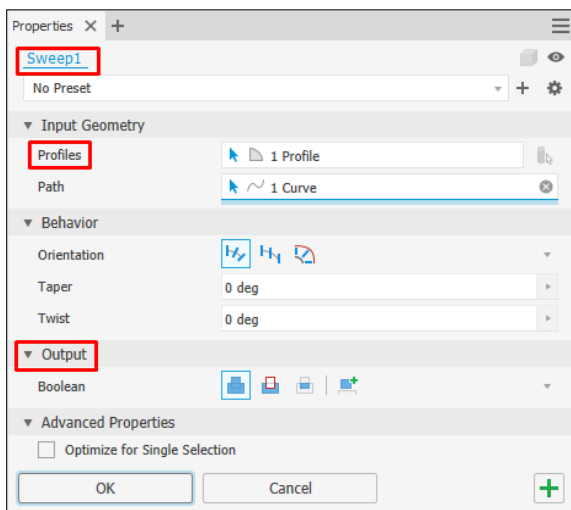 Properties
Sweep1
No Preset
Input Geometry
Profiles 1 Profile
Path 1 Curve
Behavior
Orientation
Taper 0 deg
Twist 0 deg
Output
Boolean
Advanced Properties
Optimize for Single Selection
OK Cancel